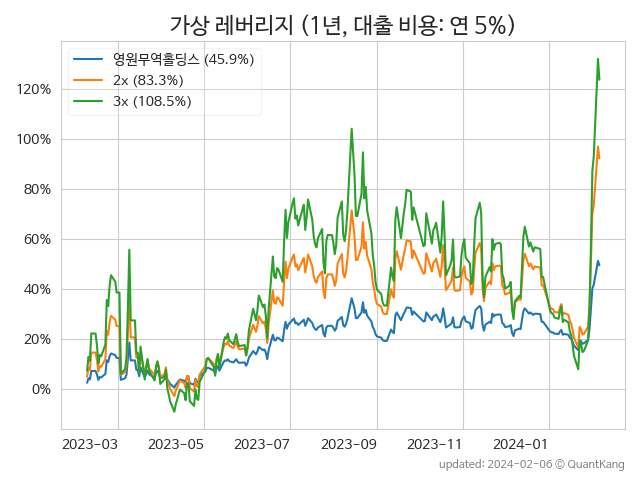 가상 레버리지 (1년, 대출 비용: 연 5%)
영원무역홀딩스 (45.9%)
2x (83.3%)
3x (108.5%)
120%
100%
80%
60%
40%
20%
0%
2023-03 2023-05 2023-07 2023-09 2023-11 2024-01
updated: 2024-02-06 © QuantKang